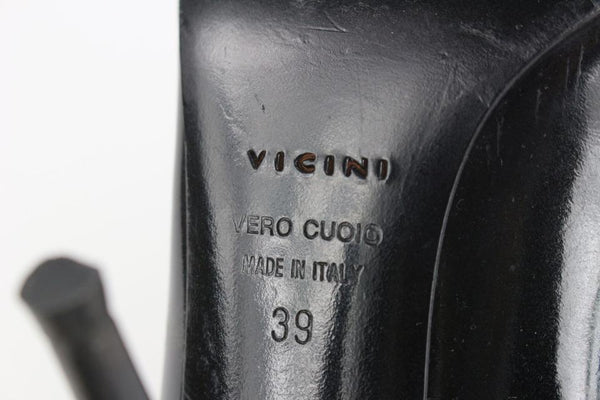 VICINI
VERO CUOIO
MADE IN ITALY
39